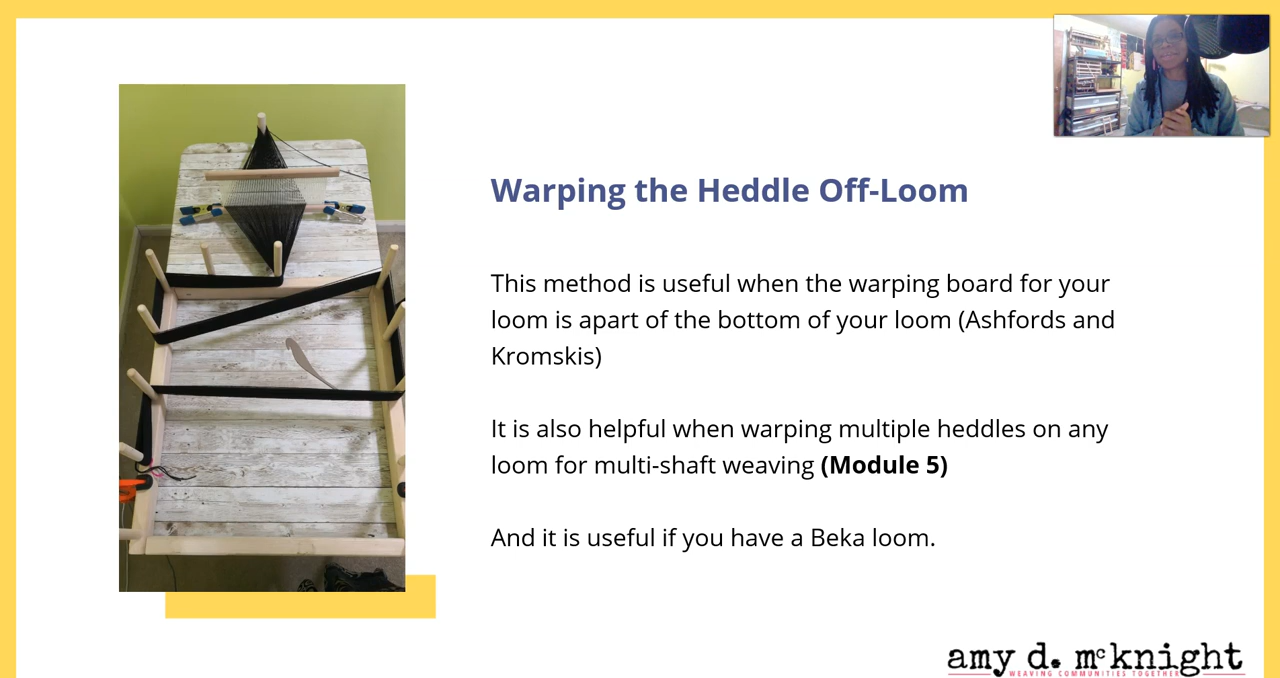 Warping the Heddle Off-Loom
This method is useful when the warping board for your
loom is apart of the bottom of your loom (Ashfords and
Kromskis)
It is also helpful when warping multiple heddles on any
loom for multi-shaft weaving (Module 5)
And it is useful if you have a Beka loom.
amy d. mcknight
WEAVING COMMUNITIES TOGETHER